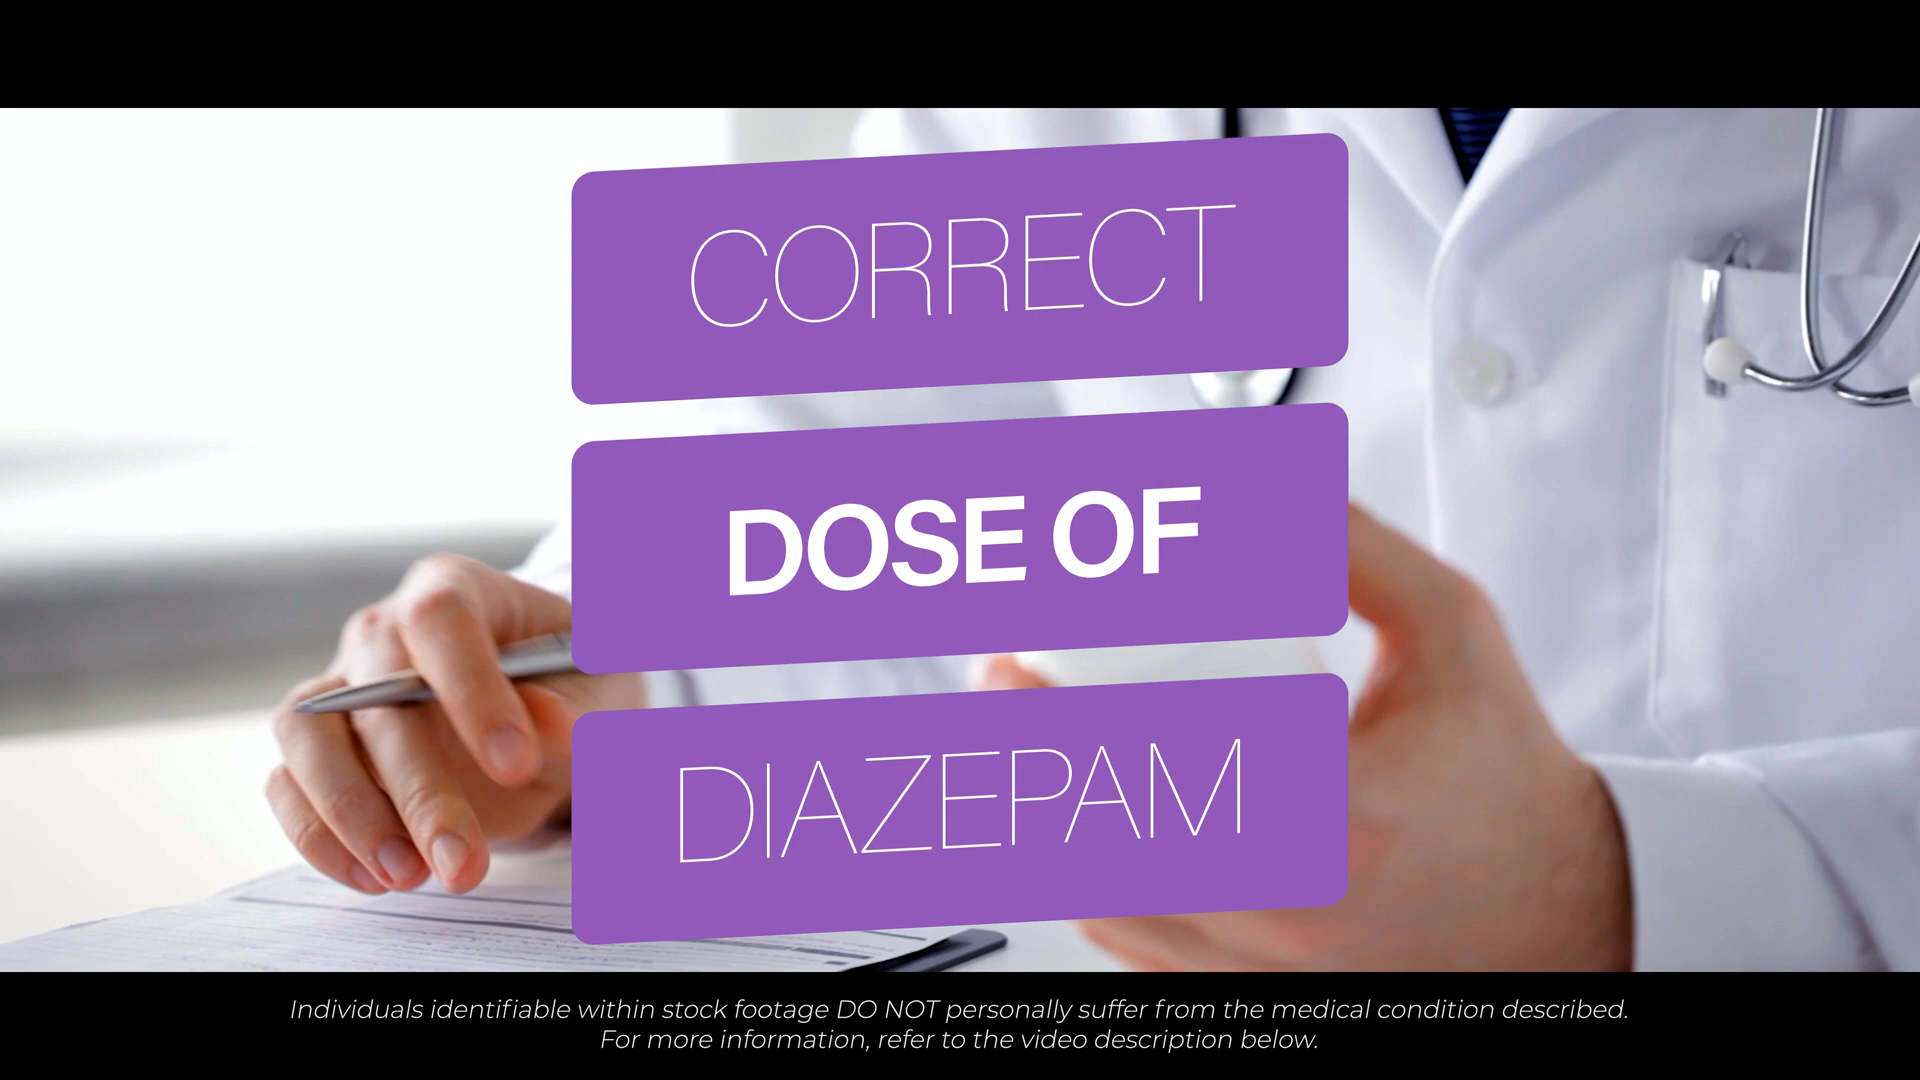 CORRECT
DOSE OF
DIAZEPAM
Individuals identifiable within stock footage DO NOT personally suffer from the medical condition described.
For more information, refer to the video description below.